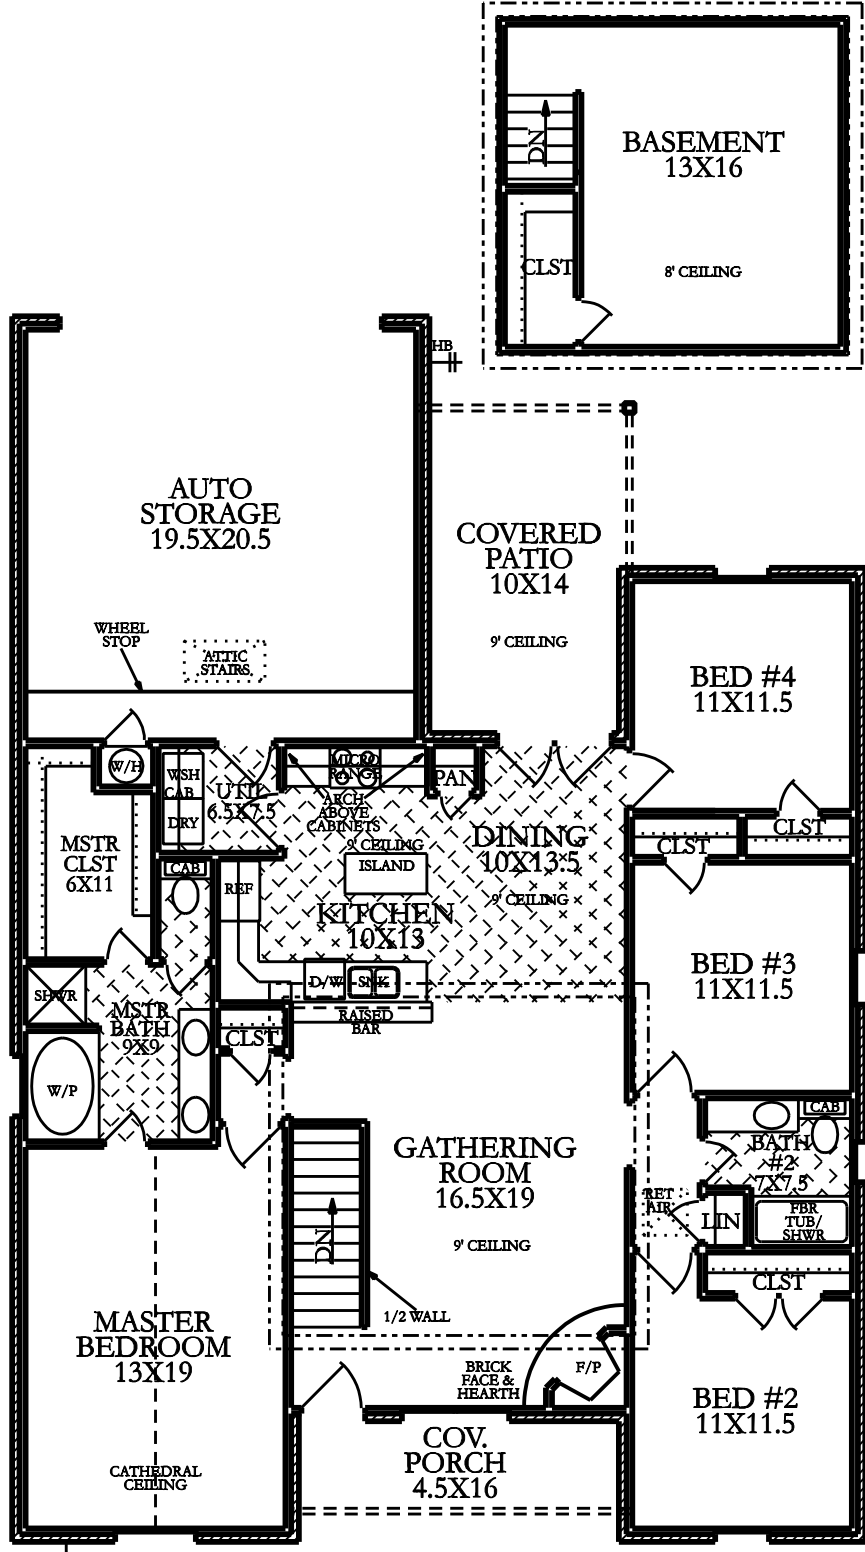 DN
BASEMENT
13X16
CLST
8' CEILING
HB
AUTO
STORAGE
19.5X20.5
COVERED
PATIO
10X14
9' CEILING
WHEEL
STOP
ATTIC
STAIRS
BED #4
11X11.5
W/H
WSH
CAB
DRY
UTIL
6.5X7.5
MICRO
RANGE
PAN
ARCH
ABOVE
CABINETS
9' CEILING
ISLAND
DINING
10X13.5
9' CEILING
CLST
CLST
MSTR
CLST
6X11
CAB
REF
KITCHEN
10X13
D/W
SNK
RAISED
BAR
BED #3
11X11.5
SHWR
MSTR
BATH
9X9
W/P
CLST
GATHERING
ROOM
16.5X19
9' CEILING
DN
1/2 WALL
CAB
BATH
#2
7X7.5
RET
AIR
LIN
FBR
TUB/
SHWR
CLST
MASTER
BEDROOM
13X19
CATHEDRAL
CEILING
BRICK
FACE &
HEARTH
F/P
BED #2
11X11.5
COV.
PORCH
4.5X16